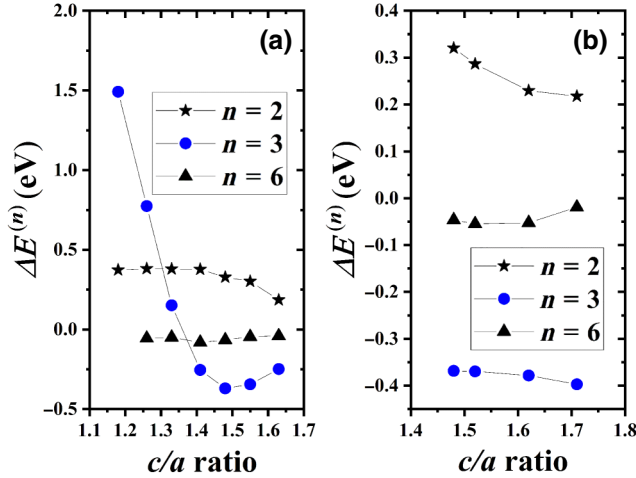 (a)
2.0
1.5
1.0
0.5
0.0
−0.5
ΔE(n) (eV)
n = 2
n = 3
n = 6
1.1 1.2 1.3 1.4 1.5 1.6 1.7
c/a ratio
(b)
0.4
0.3
0.2
0.1
0.0
−0.1
−0.2
−0.3
−0.4
ΔE(n) (eV)
n = 2
n = 3
n = 6
1.4 1.5 1.6 1.7 1.8
c/a ratio